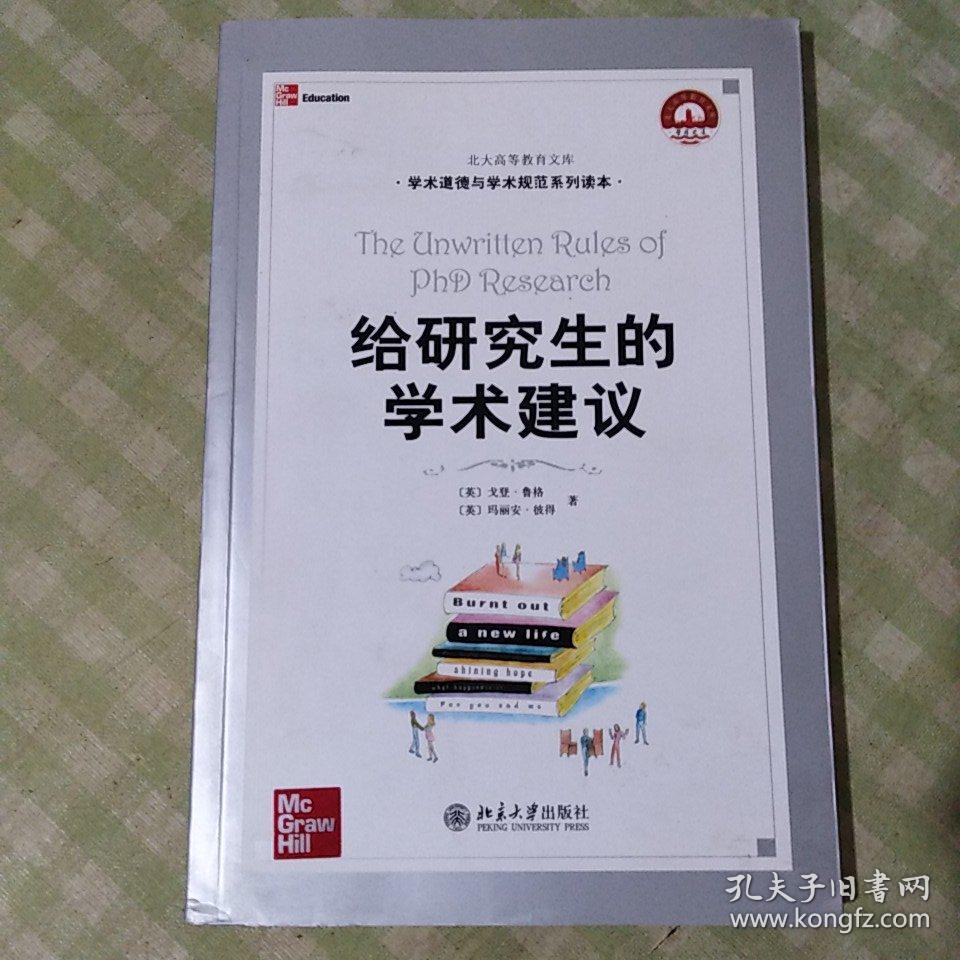 Mc
Graw
Hill
Education
北大高等教育文库
·学术道德与学术规范系列读本·
The Unwritten Rules of
PhD Research
给研究生的
学术建议
〔英〕戈登·鲁格
〔英〕玛丽安·彼得
著
Burnt out
a new life
shining hope
For you and me
Mc
Graw
Hill
北京大学出版社
PEKING UNIVERSITY PRESS
孔夫子旧书网
www.kongfz.com